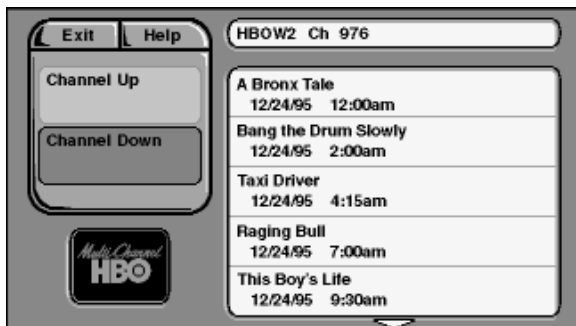 Exit Help
HBOW2 Ch 976
Channel Up
Channel Down
Multi-Channel
HBO
A Bronx Tale
12/24/95 12:00am
Bang the Drum Slowly
12/24/95 2:00am
Taxi Driver
12/24/95 4:15am
Raging Bull
12/24/95 7:00am
This Boy's Life
12/24/95 9:30am